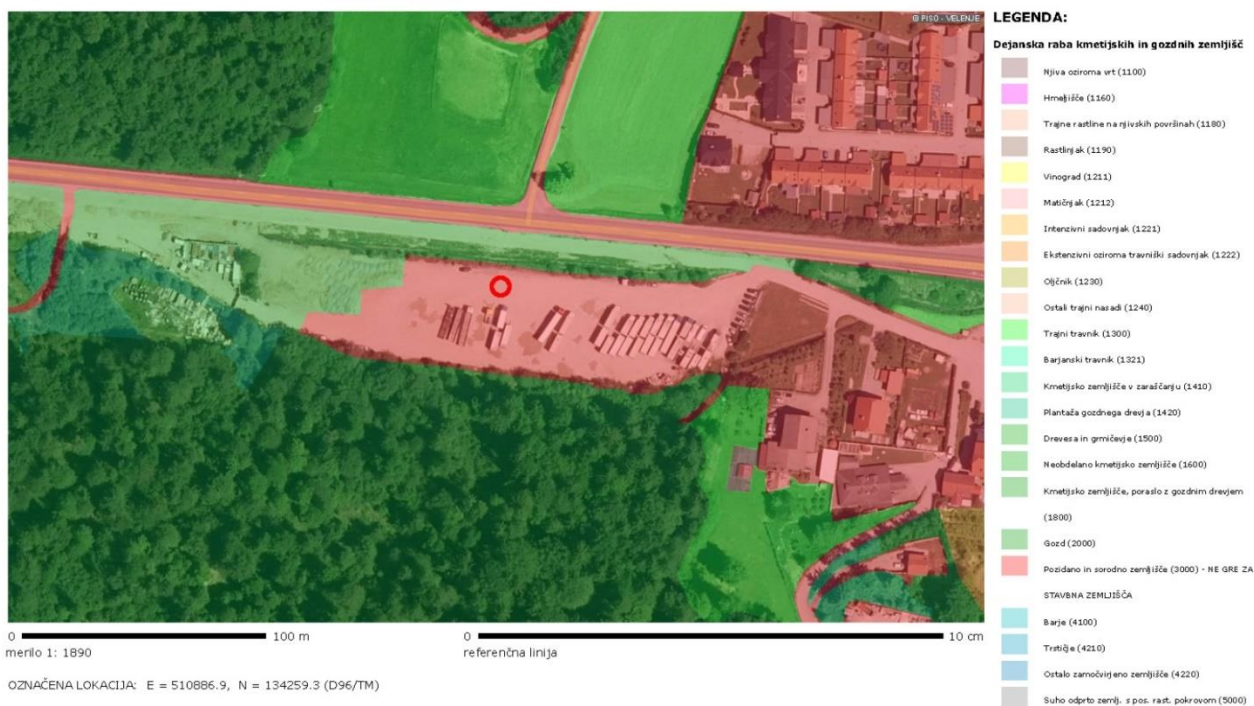 © PISO - VELENJE
LEGENDA:
Dejanska raba kmetijskih in gozdnih zemljišč
Njiva oziroma vrt (1100)
Hmeljišče (1160)
Trajne rastline na njivskih površinah (1180)
Rastlinjak (1190)
Vinograd (1211)
Matičnjak (1212)
Intenzivni sadovnjak (1221)
Ekstenzivni oziroma travniški sadovnjak (1222)
Oljčnik (1230)
Ostali trajni nasadi (1240)
Trajni travnik (1300)
Barjanski travnik (1321)
Kmetijsko zemljišče v zaraščanju (1410)
Plantaža gozdnega drevja (1420)
Drevesa in grmičevje (1500)
Neobdelano kmetijsko zemljišče (1600)
Kmetijsko zemljišče, poraslo z gozdnim drevjem
(1800)
Gozd (2000)
Pozidano in sorodno zemljišče (3000) - NE GRE ZA
STAVBNA ZEMLJIŠČA
Barje (4100)
Trstičje (4210)
Ostalo zamočvirjeno zemljišče (4220)
Suho odprto zemlj. s pos. rast. pokrovom (5000)
0 100 m
merilo 1: 1890
0 10 cm
referenčna linija
OZNAČENA LOKACIJA: E = 510886.9, N = 134259.3 (D96/TM)